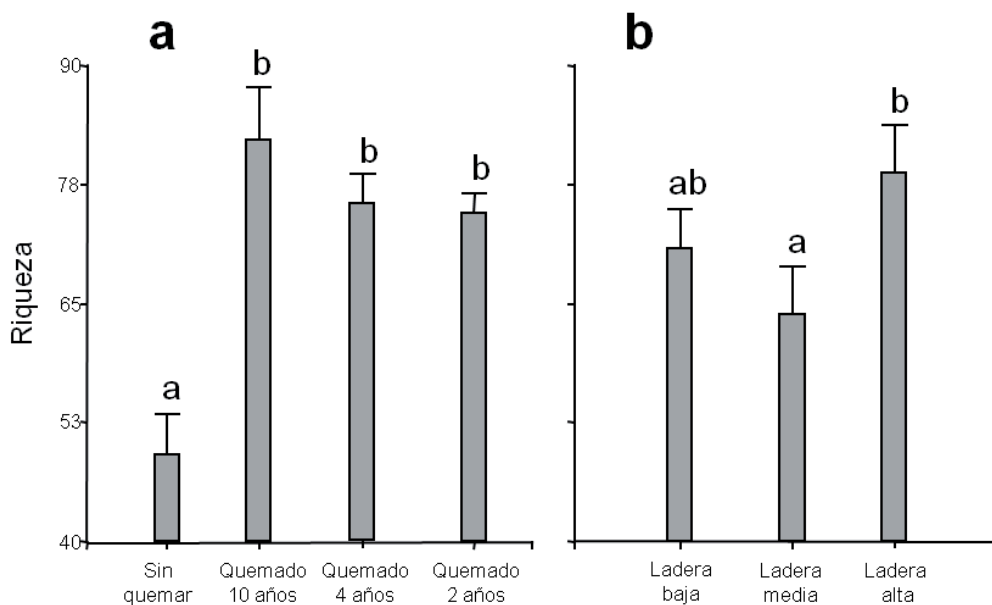 a
b
90
78
65
53
40
Riqueza
a
b
b
b
ab
a
b
Sin
quemar
Quemado
10 años
Quemado
4 años
Quemado
2 años
Ladera
baja
Ladera
media
Ladera
alta